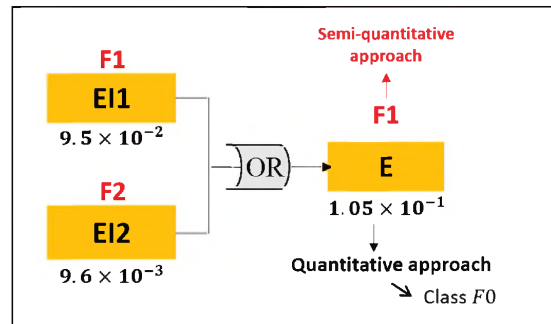 Semi-quantitative
approach
F1
EI1
9.5 × 10⁻²
F1
OR
E
1.05 × 10⁻¹
F2
EI2
9.6 × 10⁻³
Quantitative approach
Class F0